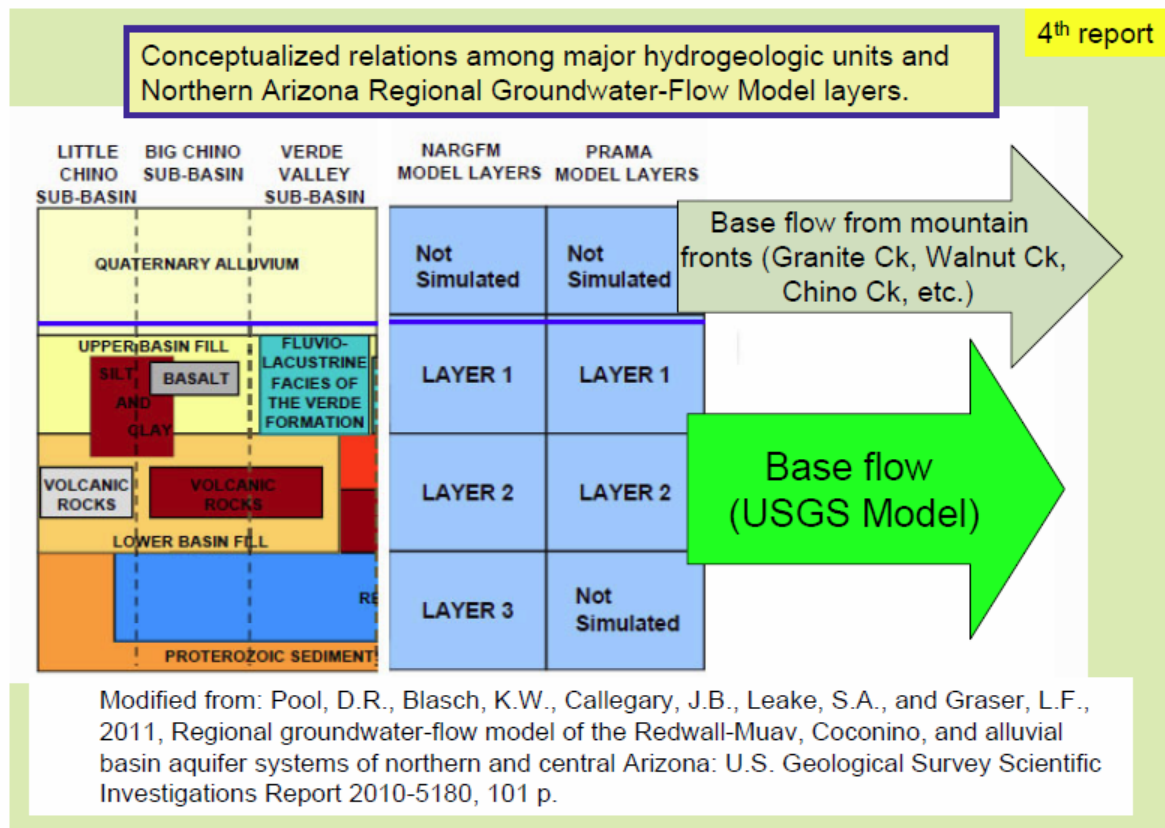 4th report
Conceptualized relations among major hydrogeologic units and
Northern Arizona Regional Groundwater-Flow Model layers.
LITTLE
CHINO
SUB-BASIN
BIG CHINO
SUB-BASIN
VERDE
VALLEY
SUB-BASIN
NARGFM
MODEL LAYERS
PRAMA
MODEL LAYERS
QUATERNARY ALLUVIUM
Not
Simulated
Not
Simulated
Base flow from mountain
fronts (Granite Ck, Walnut Ck,
Chino Ck, etc.)
UPPER BASIN FILL
SILT
AND
CLAY
BASALT
FLUVIO-
LACUSTRINE
FACIES OF
THE VERDE
FORMATION
LAYER 1
LAYER 1
VOLCANIC
ROCKS
VOLCANIC
ROCKS
LOWER BASIN FILL
LAYER 2
LAYER 2
Base flow
(USGS Model)
RE
PROTEROZOIC SEDIMENT
LAYER 3
Not
Simulated
Modified from: Pool, D.R., Blasch, K.W., Callegary, J.B., Leake, S.A., and Graser, L.F.,
2011, Regional groundwater-flow model of the Redwall-Muav, Coconino, and alluvial
basin aquifer systems of northern and central Arizona: U.S. Geological Survey Scientific
Investigations Report 2010-5180, 101 p.